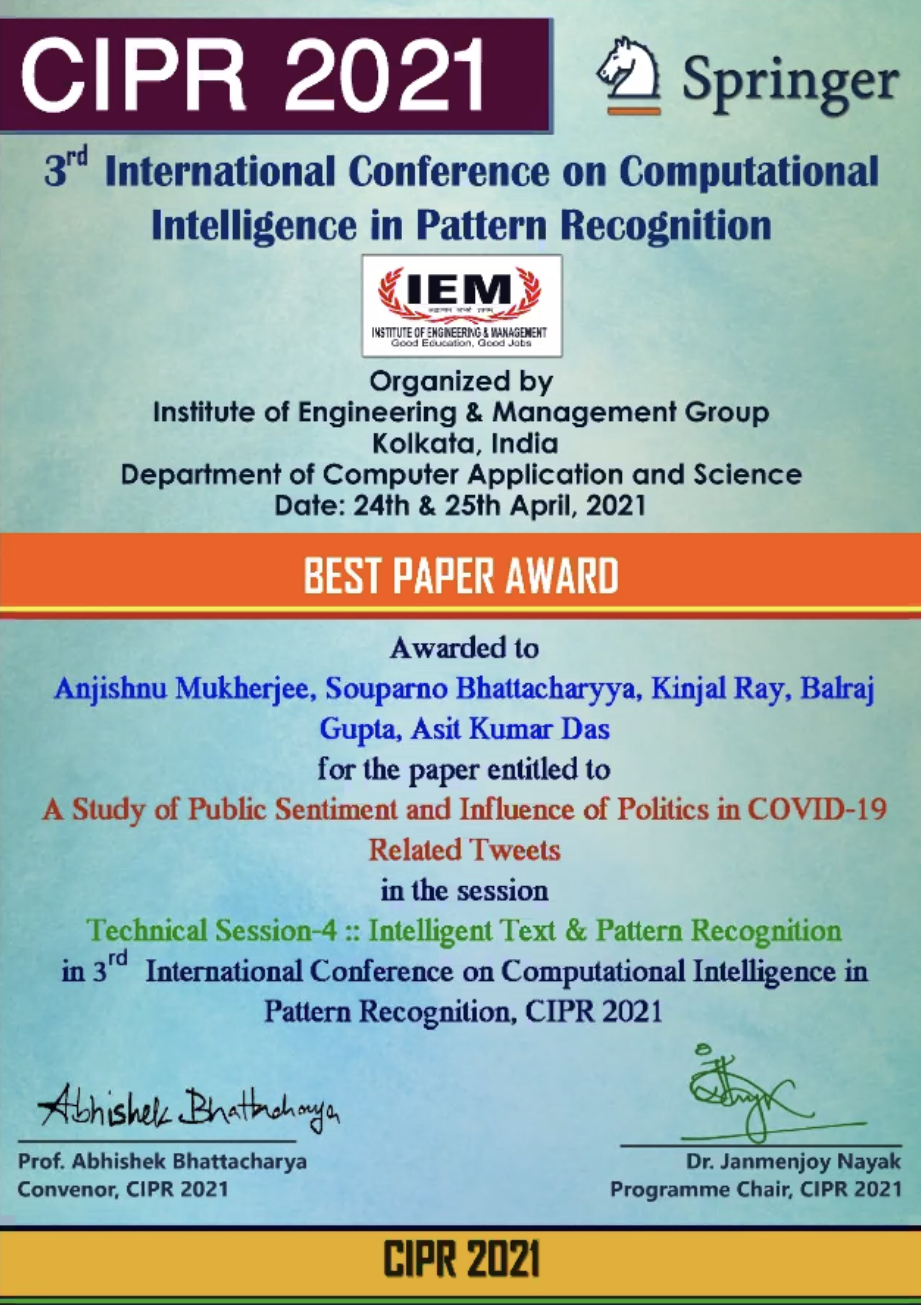 CIPR 2021
Springer
3rd International Conference on Computational
Intelligence in Pattern Recognition
IEM
INSTITUTE OF ENGINEERING & MANAGEMENT
Good Education, Good Jobs
Organized by
Institute of Engineering & Management Group
Kolkata, India
Department of Computer Application and Science
Date: 24th & 25th April, 2021
BEST PAPER AWARD
Awarded to
Anjishnu Mukherjee, Souparno Bhattacharyya, Kinjal Ray, Balraj
Gupta, Asit Kumar Das
for the paper entitled to
A Study of Public Sentiment and Influence of Politics in COVID-19
Related Tweets
in the session
Technical Session-4 :: Intelligent Text & Pattern Recognition
in 3rd International Conference on Computational Intelligence in
Pattern Recognition, CIPR 2021
Abhishek Bhattacharya
Prof. Abhishek Bhattacharya
Convenor, CIPR 2021
Dr. Janmenjoy Nayak
Programme Chair, CIPR 2021
CIPR 2021